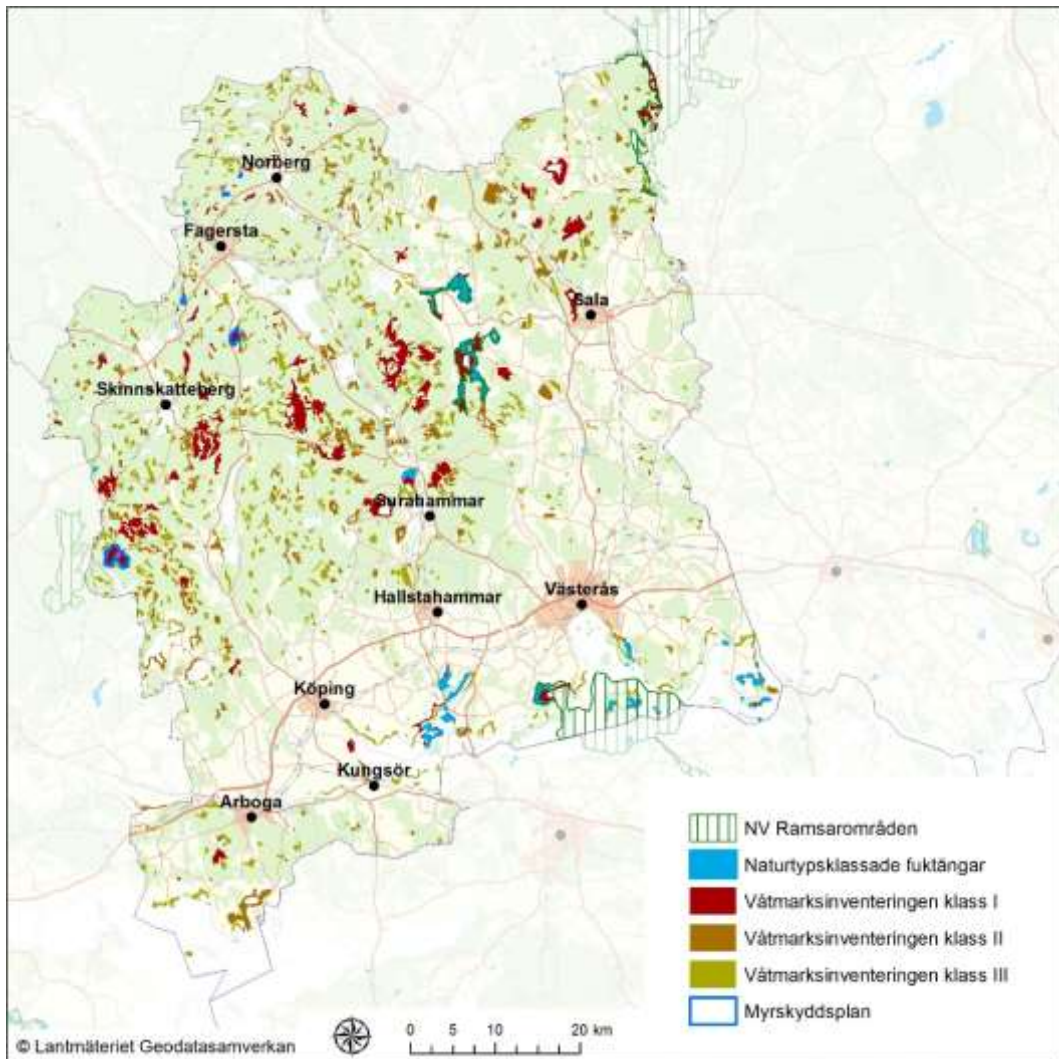 Norberg
Fagersta
Sala
Skinnskatteberg
Surahammar
Västerås
Hallstahammar
Köping
Kungsör
Arboga
NV Ramsarområden
Naturtypsklassade fuktängar
Våtmarksinventeringen klass I
Våtmarksinventeringen klass II
Våtmarksinventeringen klass III
Myrskyddsplan
© Lantmäteriet Geodatasamverkan
0 5 10 20 km